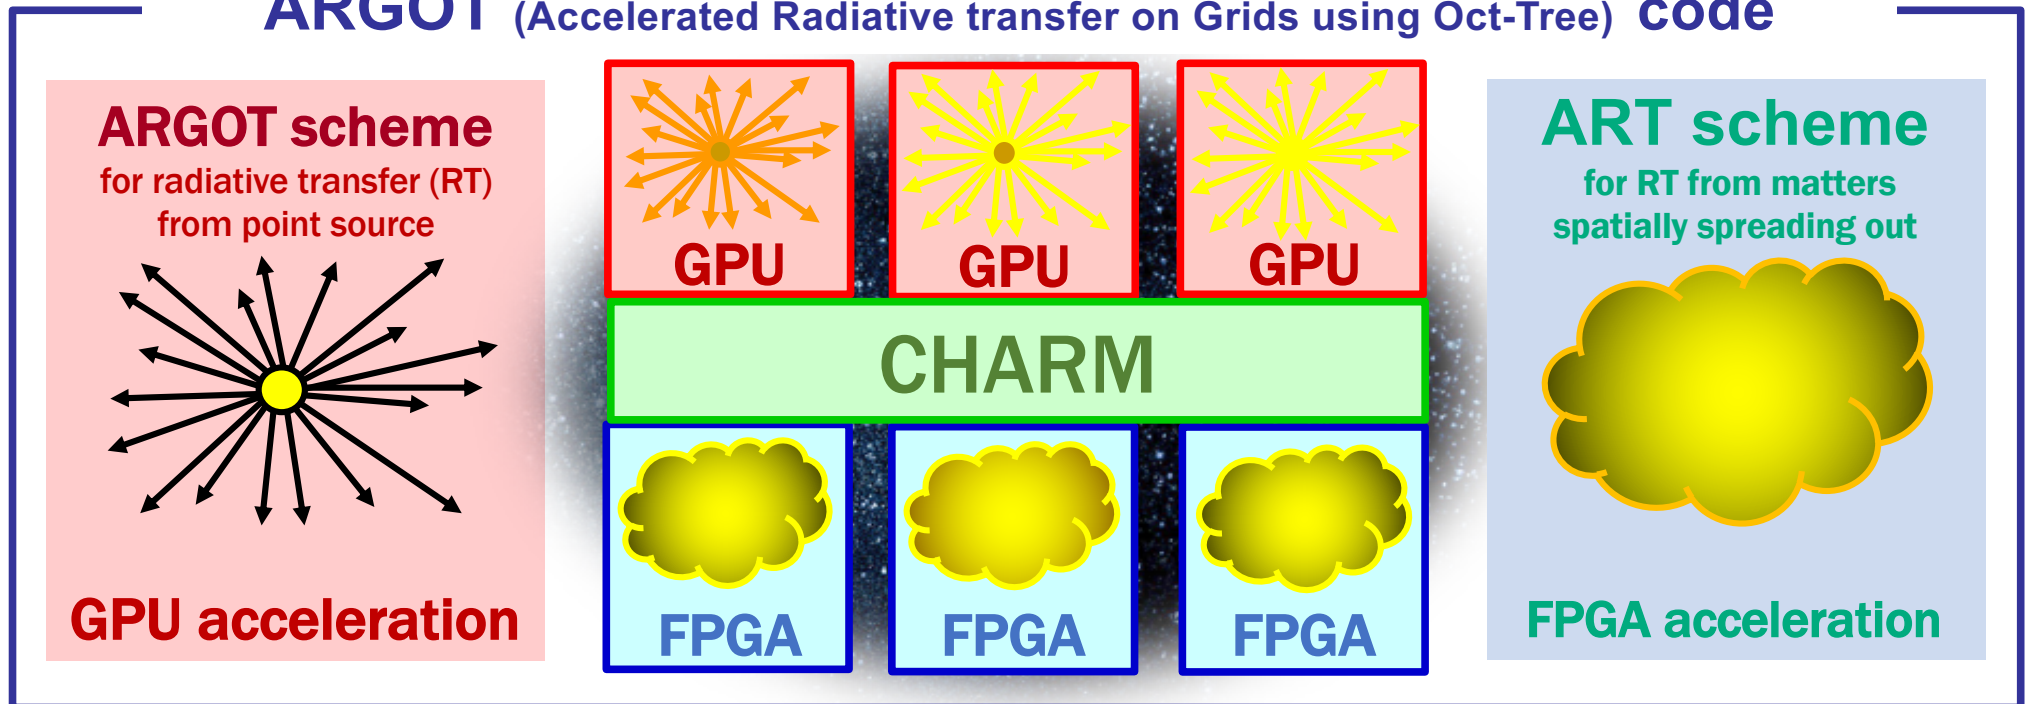 ARGOT (Accelerated Radiative transfer on Grids using Oct-Tree) code
ARGOT scheme
for radiative transfer (RT)
from point source
GPU acceleration
GPU
GPU
GPU
CHARM
FPGA
FPGA
FPGA
ART scheme
for RT from matters
spatially spreading out
FPGA acceleration